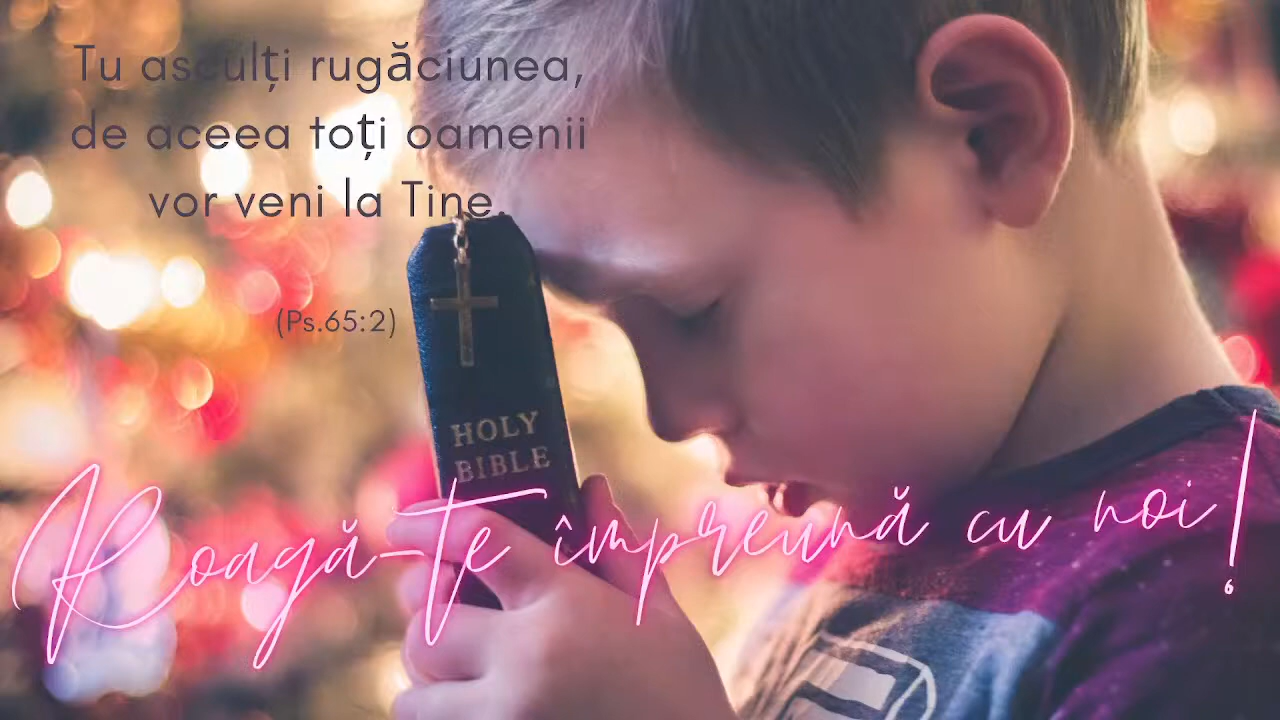 Tu asculți rugăciunea,
de aceea toți oamenii
vor veni la Tine
(Ps.65:2)
HOLY
BIBLE
Roagă-te împreună cu noi!